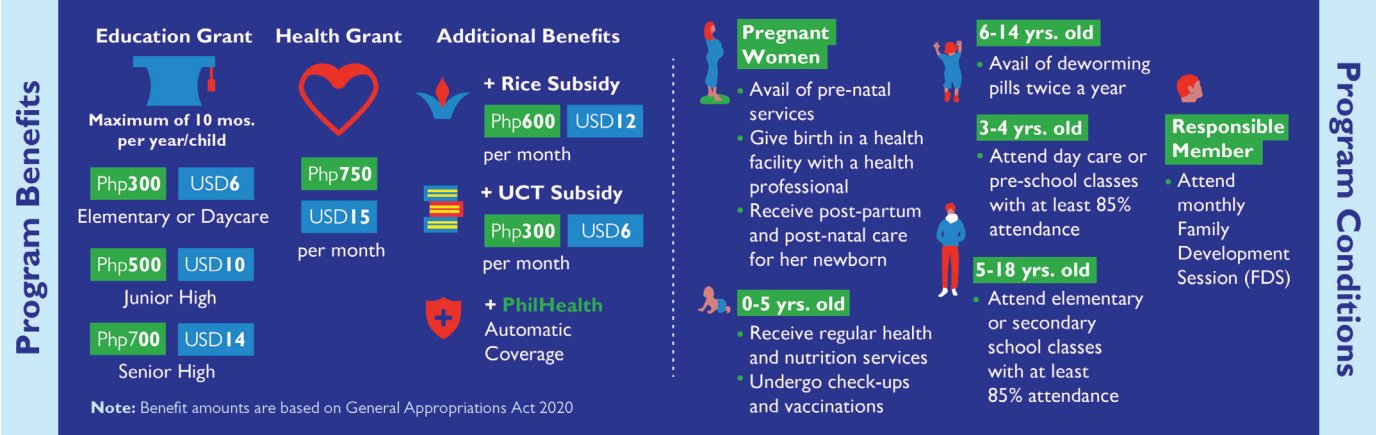 Program Benefits
Education Grant
Maximum of 10 mos.
per year/child
Php300 USD6
Elementary or Daycare
Php500 USD10
Junior High
Php700 USD14
Senior High
Health Grant
Php750
USD15
per month
Additional Benefits
+ Rice Subsidy
Php600 USD12
per month
+ UCT Subsidy
Php300 USD6
per month
+ PhilHealth
Automatic
Coverage
Note: Benefit amounts are based on General Appropriations Act 2020
Pregnant
Women
• Avail of pre-natal
services
• Give birth in a health
facility with a health
professional
• Receive post-partum
and post-natal care
for her newborn
0-5 yrs. old
• Receive regular health
and nutrition services
• Undergo check-ups
and vaccinations
6-14 yrs. old
• Avail of deworming
pills twice a year
3-4 yrs. old
• Attend day care or
pre-school classes
with at least 85%
attendance
5-18 yrs. old
• Attend elementary
or secondary
school classes
with at least
85% attendance
Responsible
Member
• Attend
monthly
Family
Development
Session (FDS)
Program Conditions